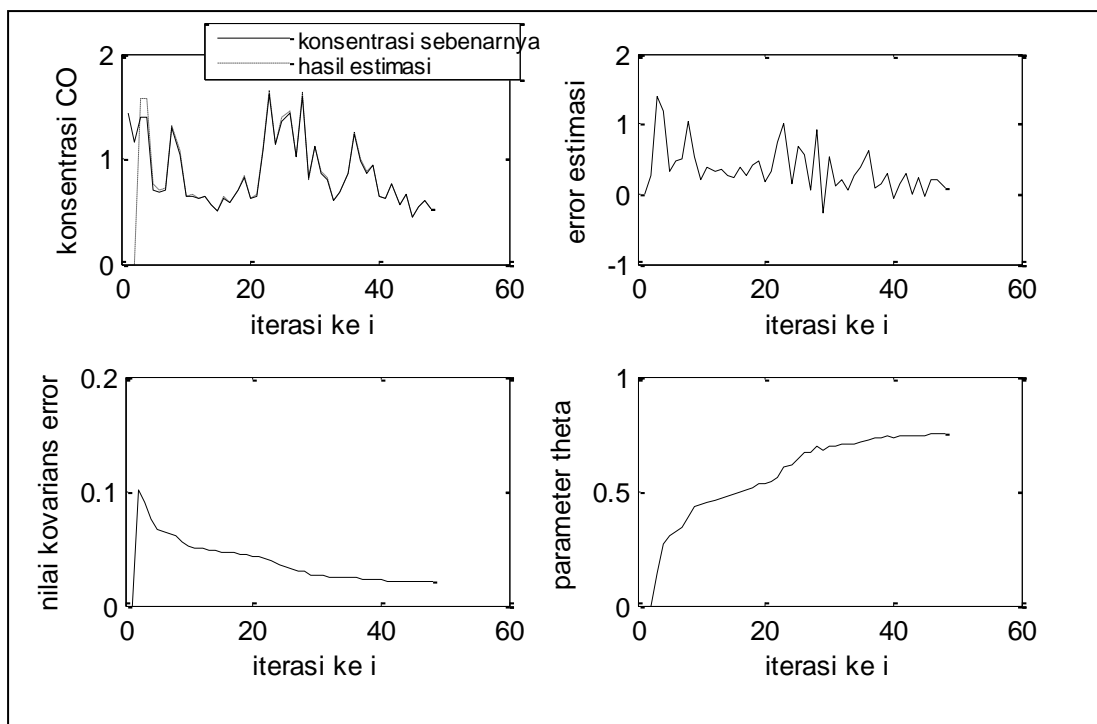 konsentrasi sebenarnya
hasil estimasi
2
1
0
konsentrasi CO
0 20 40 60
iterasi ke i
2
1
0
-1
error estimasi
0 20 40 60
iterasi ke i
0.2
0.1
0
nilai kovarians error
0 20 40 60
iterasi ke i
1
0.5
0
parameter theta
0 20 40 60
iterasi ke i